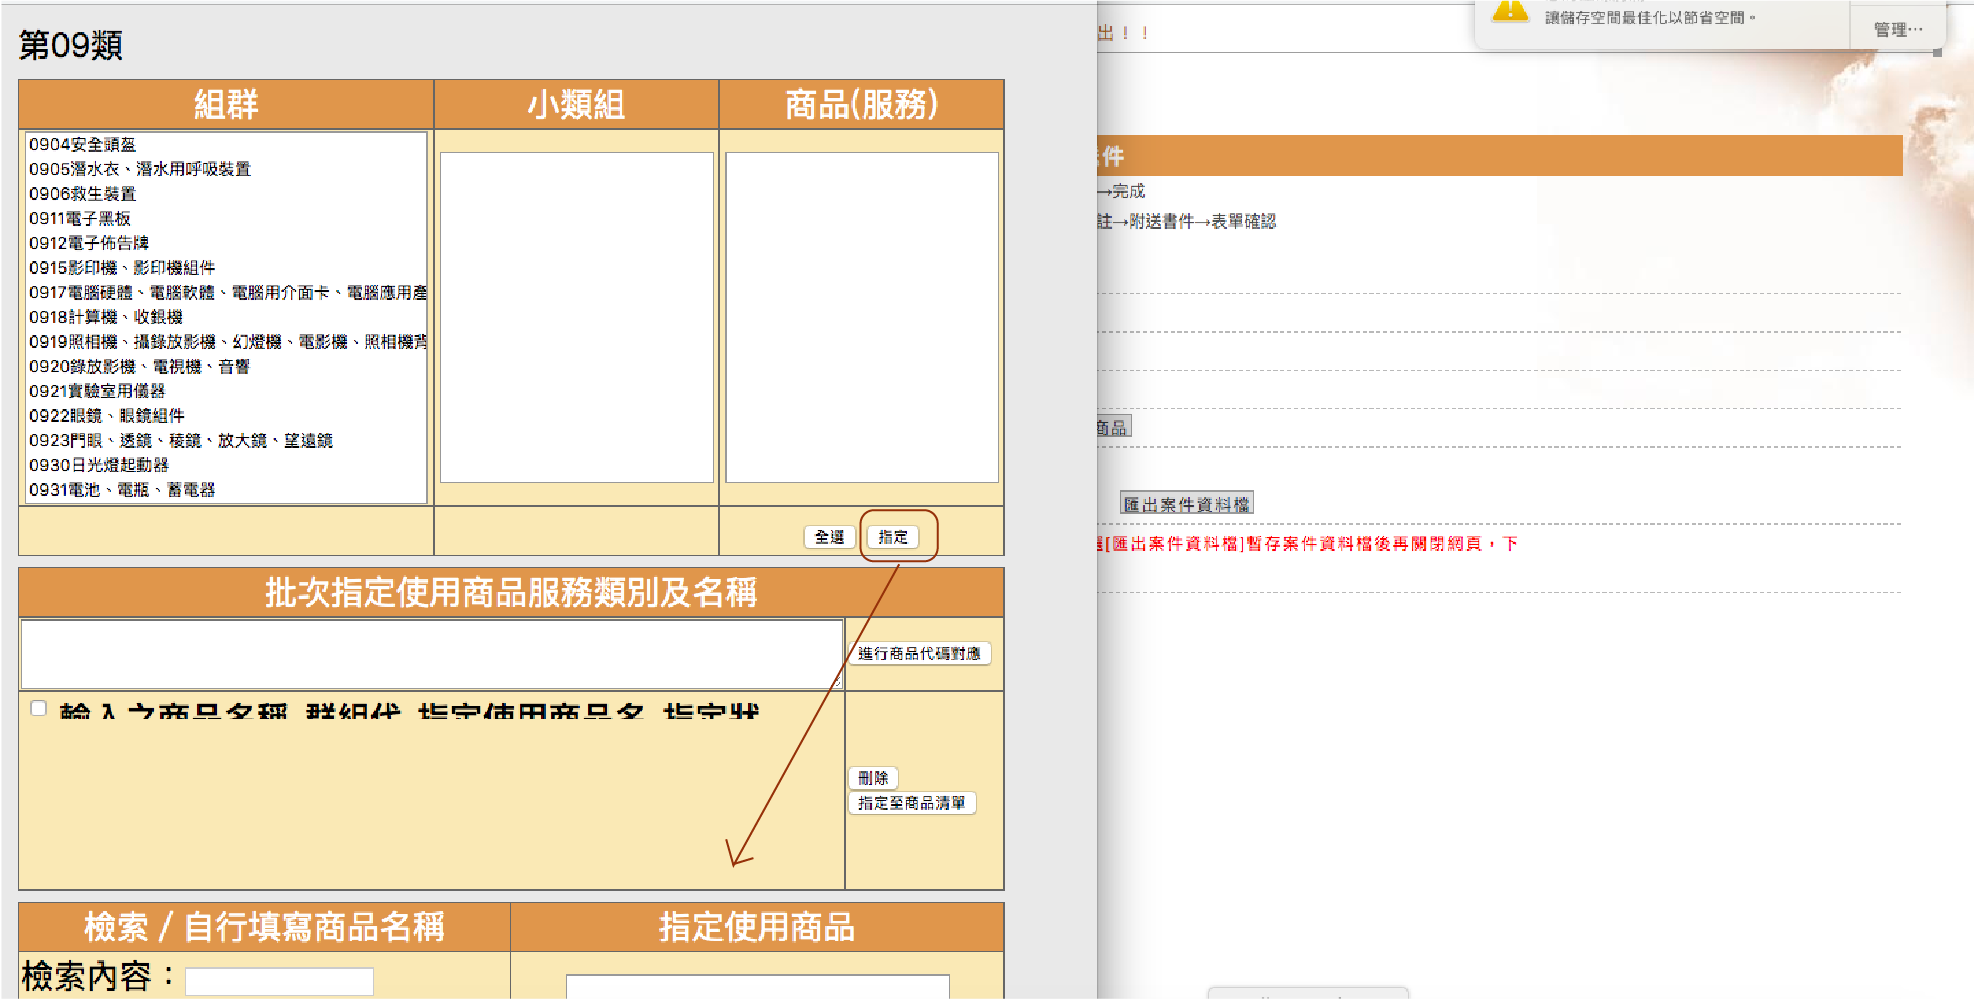 第09類
組群
小類組
商品(服務)
0904安全頭盔
0905潛水衣、潛水用呼吸裝置
0906救生裝置
0911電子黑板
0912電子佈告牌
0915影印機、影印機組件
0917電腦硬體、電腦軟體、電腦用介面卡、電腦應用產
0918計算機、收銀機
0919照相機、攝錄放影機、幻燈機、電影機、照相機背
0920錄放影機、電視機、音響
0921實驗室用儀器
0922眼鏡、眼鏡組件
0923門眼、透鏡、稜鏡、放大鏡、望遠鏡
0930日光燈起動器
0931電池、電瓶、蓄電器
全選
指定
批次指定使用商品服務類別及名稱
進行商品代碼對應
輸入之商品名稱 群組代 指定使用商品名 指定狀
刪除
指定至商品清單
檢索 / 自行填寫商品名稱
指定使用商品
檢索內容：
讓儲存空間最佳化以節省空間。
管理⋯
出！！
件
→完成
註→附送書件→表單確認
商品
匯出案件資料檔
[匯出案件資料檔]暫存案件資料檔後再關閉網頁，下